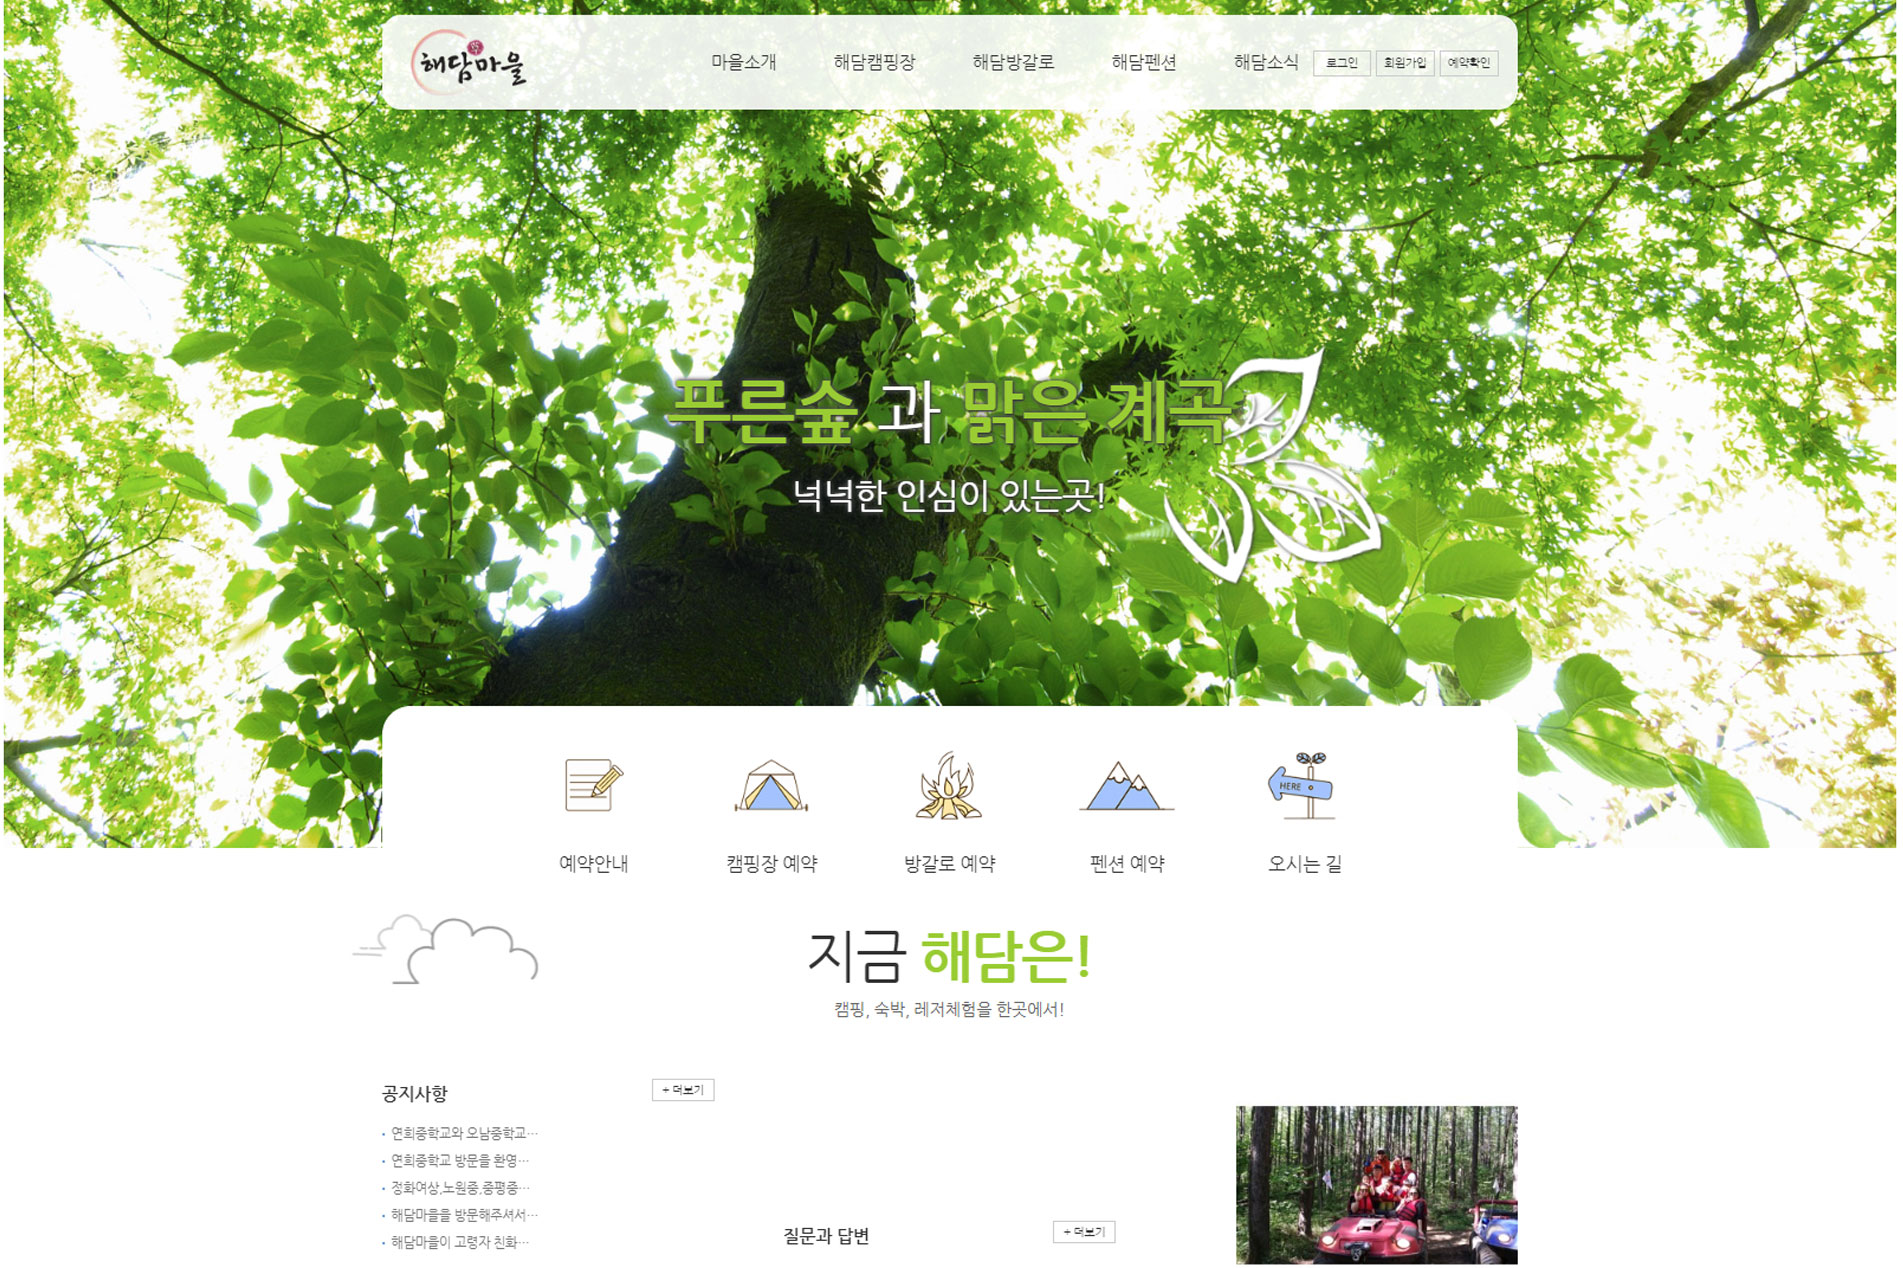 해담마을
마을소개 해담캠핑장 해담방갈로 해담펜션 해담소식 로그인 회원가입 예약확인
푸른숲 과 맑은 계곡
넉넉한 인심이 있는곳!
HERE
예약안내 캠핑장 예약 방갈로 예약 펜션 예약 오시는 길
지금 해담은!
캠핑, 숙박, 레저체험을 한곳에서!
공지사항 + 더보기
· 연희중학교와 오남중학교…
· 연희중학교 방문을 환영…
· 정화여상,노원중,중평중…
· 해담마을을 방문해주셔서…
· 해담마을이 고령자 친화…
질문과 답변 + 더보기